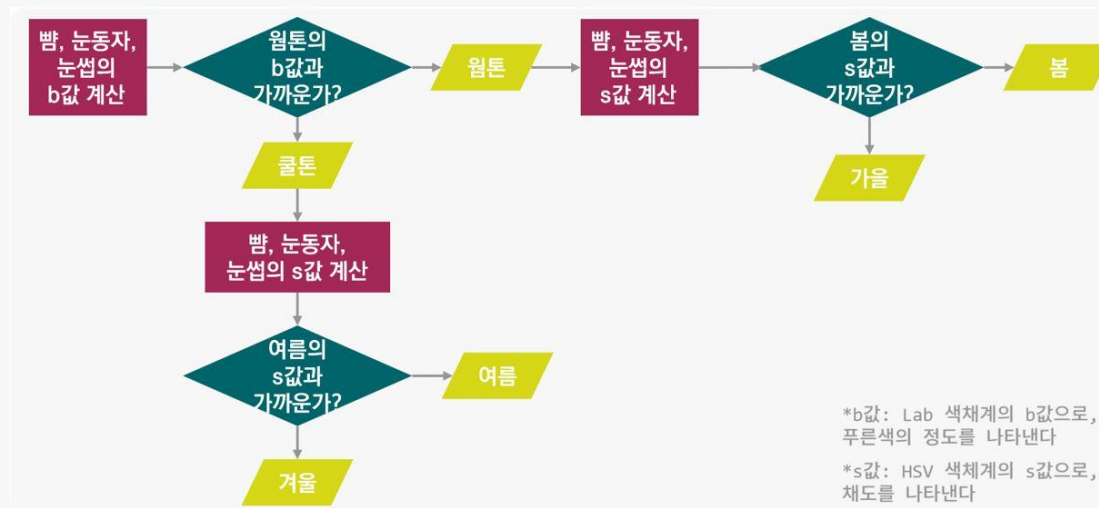 뺨, 눈동자,
눈썹의
b값 계산
웜톤의
b값과
가까운가?
웜톤
뺨, 눈동자,
눈썹의
s값 계산
봄의
s값과
가까운가?
봄
가을
쿨톤
뺨, 눈동자,
눈썹의 s값 계산
여름의
s값과
가까운가?
여름
겨울
*b값: Lab 색채계의 b값으로,
푸른색의 정도를 나타낸다
*s값: HSV 색체계의 s값으로,
채도를 나타낸다